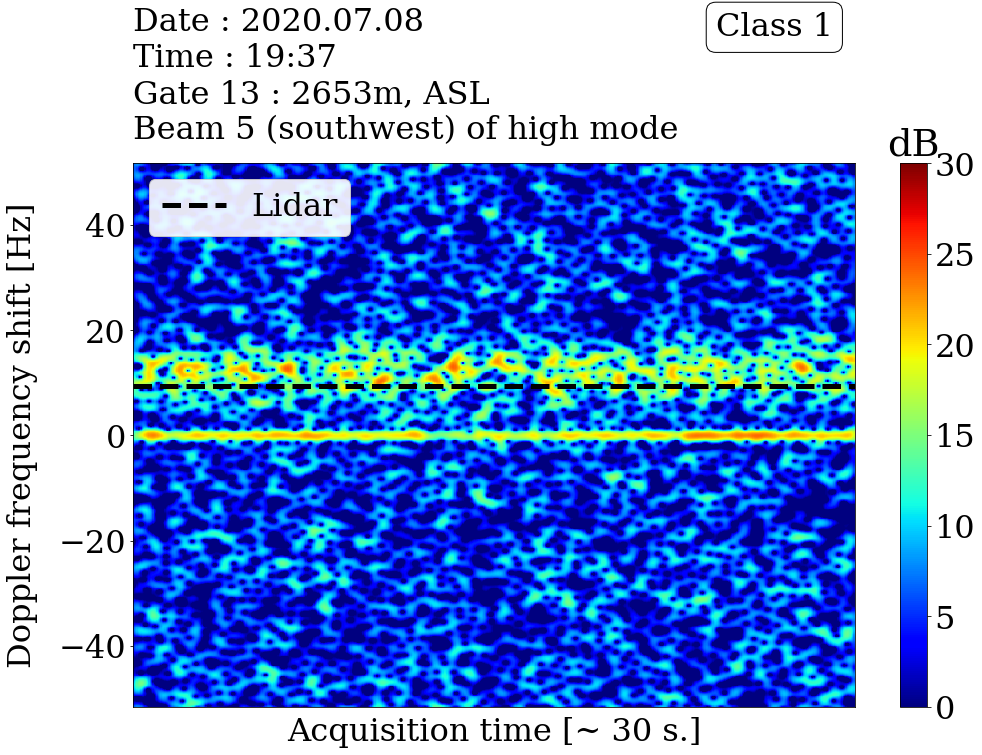 Date : 2020.07.08
Time : 19:37
Gate 13 : 2653m, ASL
Beam 5 (southwest) of high mode
Class 1
dB
Lidar
Doppler frequency shift [Hz]
40
20
0
−20
−40
30
25
20
15
10
5
0
Acquisition time [~ 30 s.]